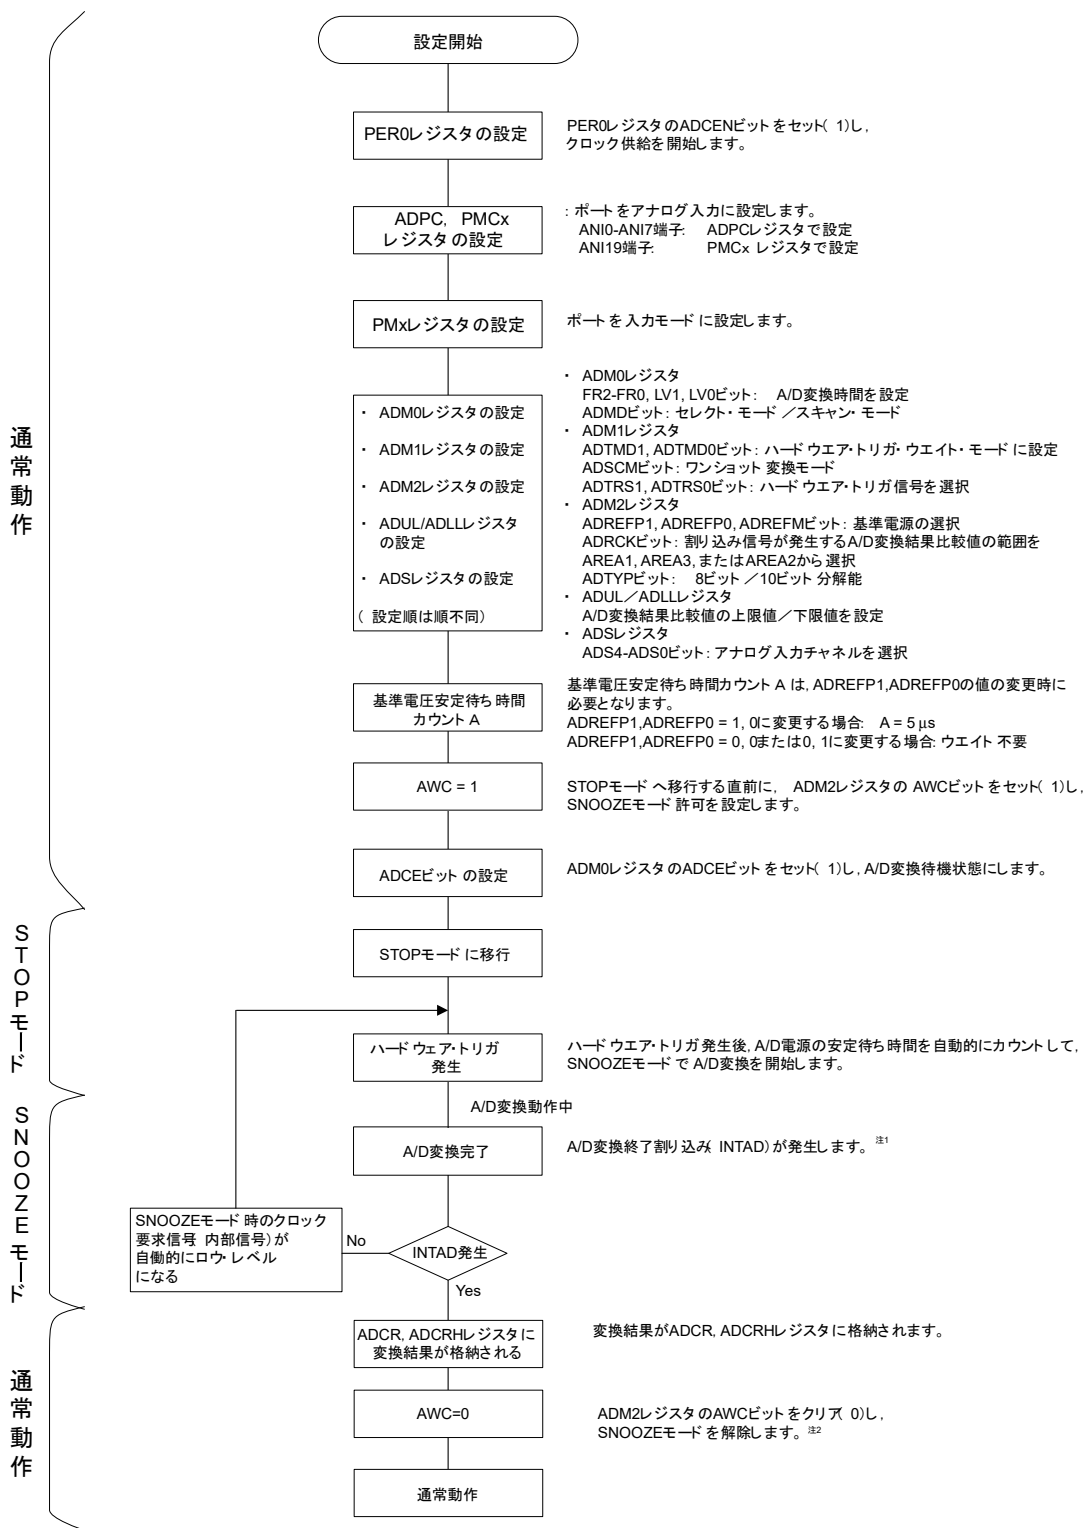 設定開始
PER0レジスタの設定
PER0レジスタのADCENビットをセット( 1)し,
クロック供給を開始します。
ADPC, PMCx
レジスタの設定
: ポートをアナログ入力に設定します。
ANI0-ANI7端子: ADPCレジスタで設定
ANI19端子: PMCx レジスタで設定
PMxレジスタの設定
ポートを入力モードに設定します。
・ ADM0レジスタの設定
・ ADM1レジスタの設定
・ ADM2レジスタの設定
・ ADUL/ADLLレジスタ
の設定
・ ADSレジスタの設定
( 設定順は順不同)
・ ADM0レジスタ
FR2-FR0, LV1, LV0ビット: A/D変換時間を設定
ADMDビット: セレクト・モード／スキャン・モード
・ ADM1レジスタ
ADTMD1, ADTMD0ビット: ハードウエア・トリガ・ウエイト・モードに設定
ADSCMビット: ワンショット変換モード
ADTRS1, ADTRS0ビット: ハードウエア・トリガ信号を選択
・ ADM2レジスタ
ADREFP1, ADREFP0, ADREFMビット: 基準電源の選択
ADRCKビット: 割り込み信号が発生するA/D変換結果比較値の範囲を
AREA1, AREA3, またはAREA2から選択
ADTYPビット: 8ビット／10ビット分解能
・ ADUL／ADLLレジスタ
A/D変換結果比較値の上限値／下限値を設定
・ ADSレジスタ
ADS4-ADS0ビット: アナログ入力チャネルを選択
基準電圧安定待ち時間
カウント A
基準電圧安定待ち時間カウント A は, ADREFP1,ADREFP0の値の変更時に
必要となります。
ADREFP1,ADREFP0 = 1, 0に変更する場合: A = 5 μs
ADREFP1,ADREFP0 = 0, 0または0, 1に変更する場合: ウエイト不要
AWC = 1
STOPモードへ移行する直前に, ADM2レジスタの AWCビットをセット( 1)し,
SNOOZEモード許可を設定します。
ADCEビットの設定
ADM0レジスタのADCEビットをセット( 1)し, A/D変換待機状態にします。
通常動作
STOPモードに移行
ハードウェア・トリガ
発生
ハードウエア・トリガ発生後, A/D電源の安定待ち時間を自動的にカウントして,
SNOOZEモードで A/D変換を開始します。
STOPモード
A/D変換動作中
A/D変換完了
A/D変換終了割り込み( INTAD) が発生します。 注1
INTAD発生
No
Yes
SNOOZEモード時のクロック
要求信号( 内部信号) が
自働的にロウ・レベル
になる
SNOOZEモード
ADCR, ADCRHレジスタに
変換結果が格納される
変換結果がADCR, ADCRHレジスタに格納されます。
AWC=0
ADM2レジスタのAWCビットをクリア( 0)し,
SNOOZEモードを解除します。 注2
通常動作
通常動作